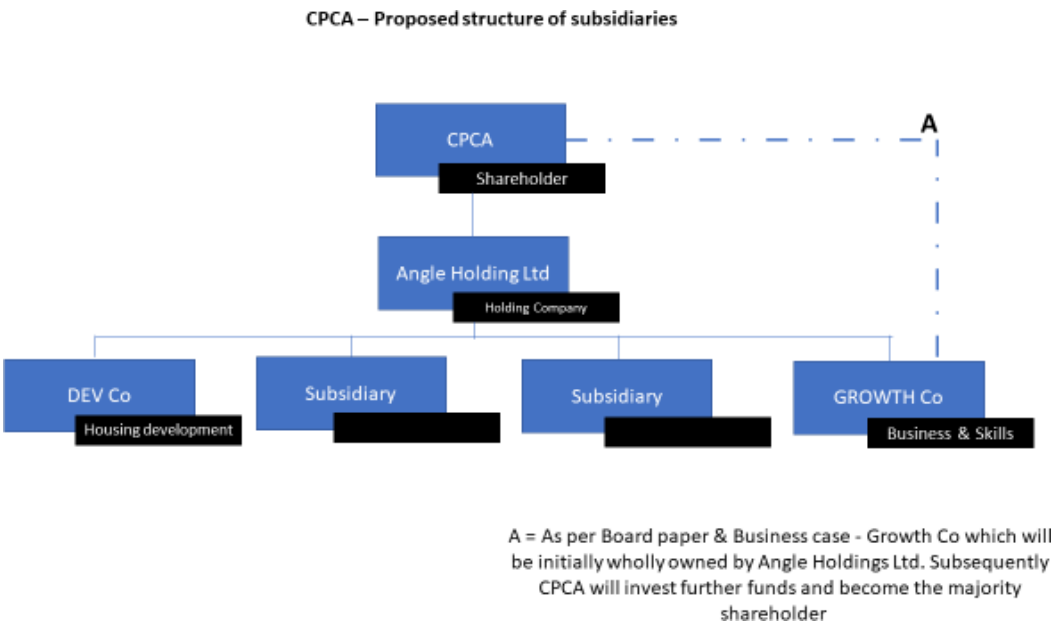 CPCA – Proposed structure of subsidiaries
A
CPCA
Shareholder
Angle Holding Ltd
Holding Company
DEV Co
Housing development
Subsidiary
Subsidiary
GROWTH Co
Business & Skills
A = As per Board paper & Business case - Growth Co which will
be initially wholly owned by Angle Holdings Ltd. Subsequently
CPCA will invest further funds and become the majority
shareholder